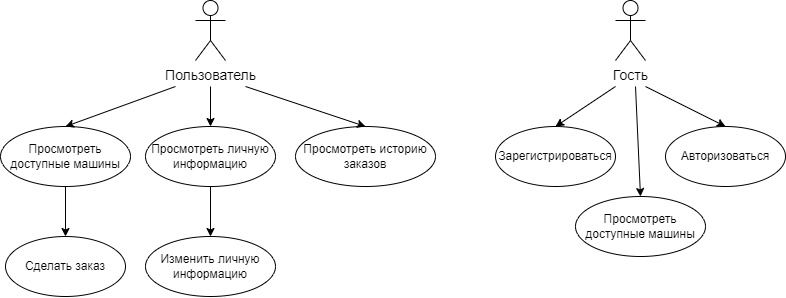 Пользователь
Гость
Просмотреть
доступные машины
Просмотреть личную
информацию
Просмотреть историю
заказов
Зарегистрироваться
Авторизоваться
Просмотреть
доступные машины
Сделать заказ
Изменить личную
информацию